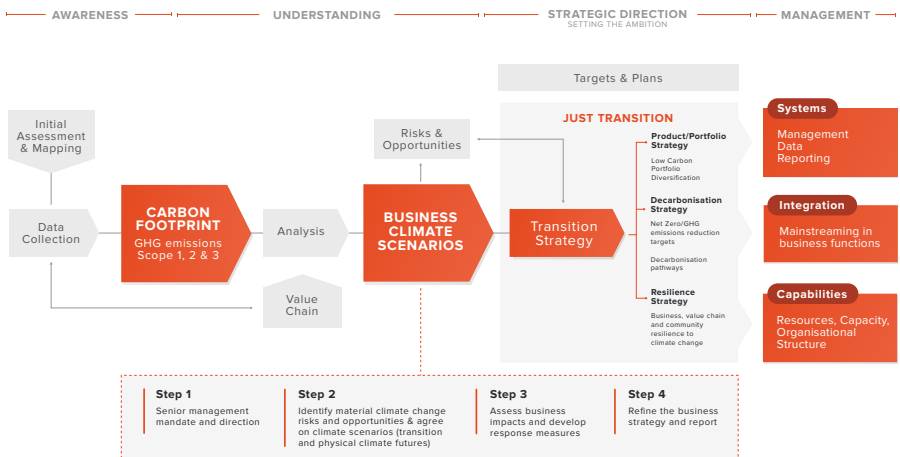 AWARENESS
UNDERSTANDING
STRATEGIC DIRECTION
SETTING THE AMBITION
MANAGEMENT
Targets & Plans
Initial
Assessment
& Mapping
Data
Collection
CARBON
FOOTPRINT
GHG emissions
Scope 1, 2 & 3
Analysis
Value
Chain
Risks &
Opportunities
BUSINESS
CLIMATE
SCENARIOS
JUST TRANSITION
Transition
Strategy
Product/Portfolio
Strategy
Low Carbon
Portfolio
Diversification
Decarbonisation
Strategy
Net Zero/GHG
emissions reduction
targets
Decarbonisation
pathways
Resilience
Strategy
Business, value chain
and community
resilience to
climate change
Systems
Management
Data
Reporting
Integration
Mainstreaming in
business functions
Capabilities
Resources, Capacity,
Organisational
Structure
Step 1
Senior management
mandate and direction
Step 2
Identify material climate change
risks and opportunities & agree
on climate scenarios (transition
and physical climate futures)
Step 3
Assess business
impacts and develop
response measures
Step 4
Refine the business
strategy and report